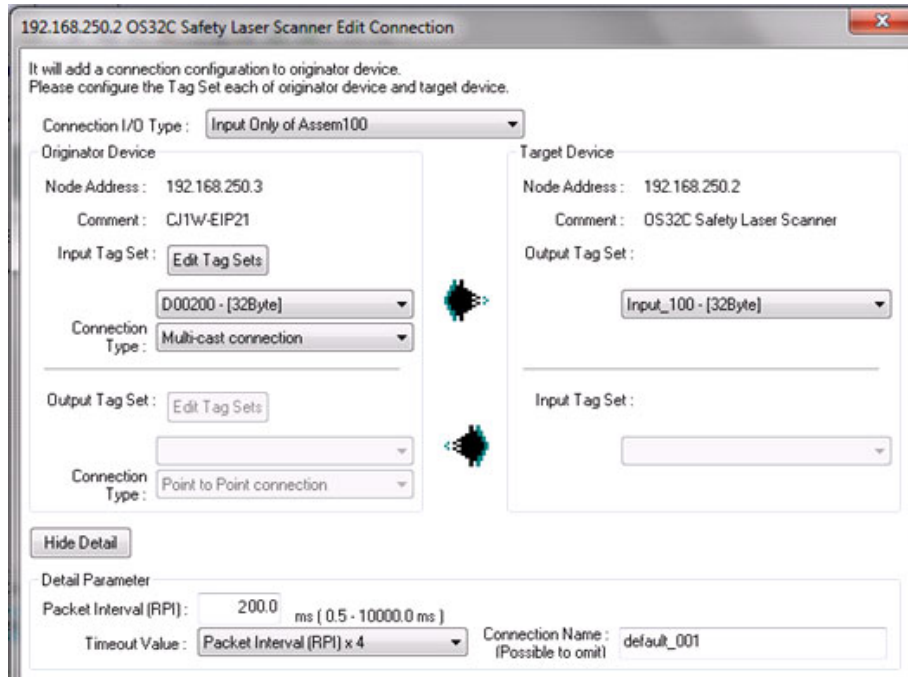 192.168.250.2 OS32C Safety Laser Scanner Edit Connection
It will add a connection configuration to originator device.
Please configure the Tag Set each of originator device and target device.
Connection I/O Type : Input Only of Assem100
Originator Device
Node Address : 192.168.250.3
Comment : CJ1W-EIP21
Input Tag Set : Edit Tag Sets
D00200 - [32Byte]
Connection Type : Multi-cast connection
Output Tag Set : Edit Tag Sets
Connection Type : Point to Point connection
Target Device
Node Address : 192.168.250.2
Comment : OS32C Safety Laser Scanner
Output Tag Set :
Input_100 - [32Byte]
Input Tag Set :
Hide Detail
Detail Parameter
Packet Interval (RPI) : 200.0 ms ( 0.5 - 10000.0 ms )
Timeout Value : Packet Interval (RPI) x 4
Connection Name : default_001
(Possible to omit)